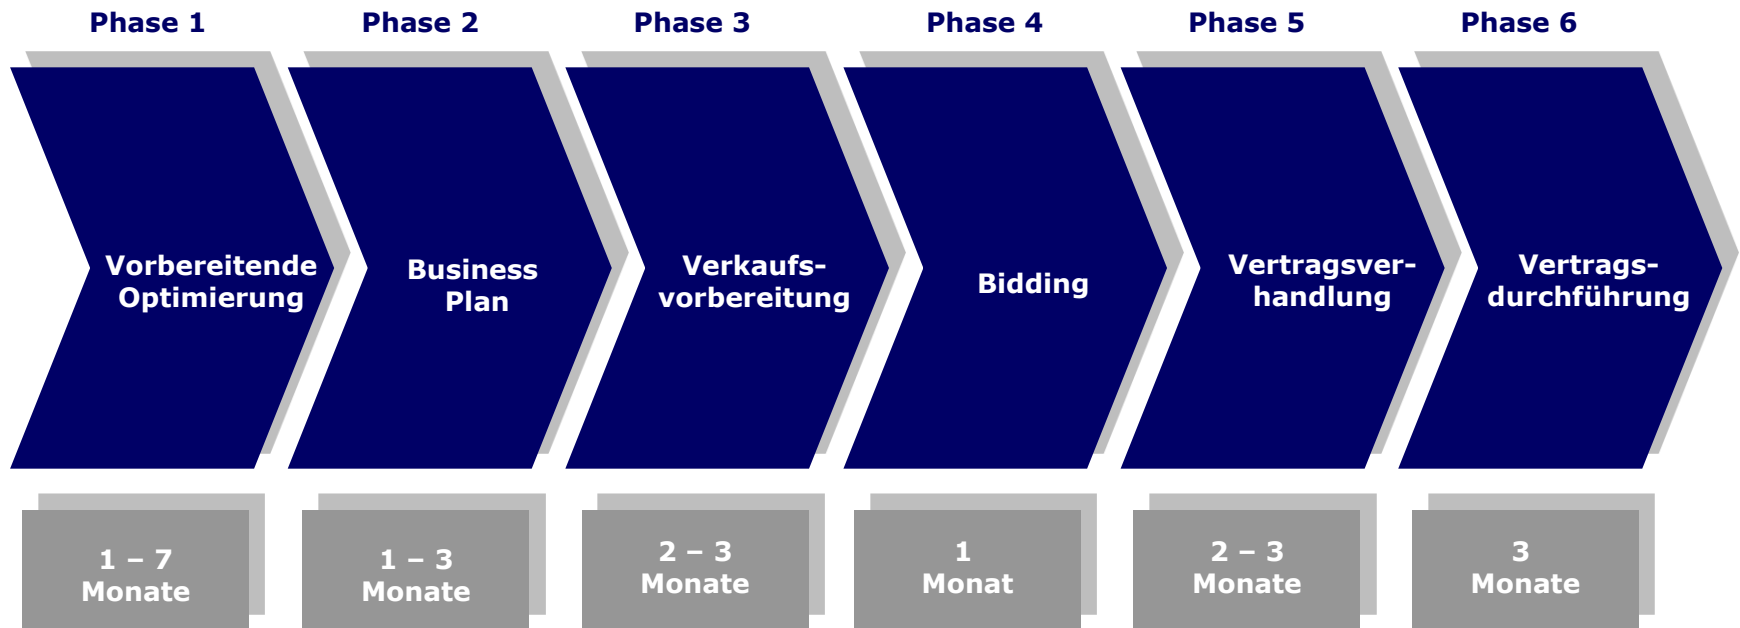 Phase 1
Phase 2
Phase 3
Phase 4
Phase 5
Phase 6
Vorbereitende
Optimierung
Business
Plan
Verkaufs-
vorbereitung
Bidding
Vertragsver-
handlung
Vertrags-
durchführung
1 – 7
Monate
1 – 3
Monate
2 – 3
Monate
1
Monat
2 – 3
Monate
3
Monate